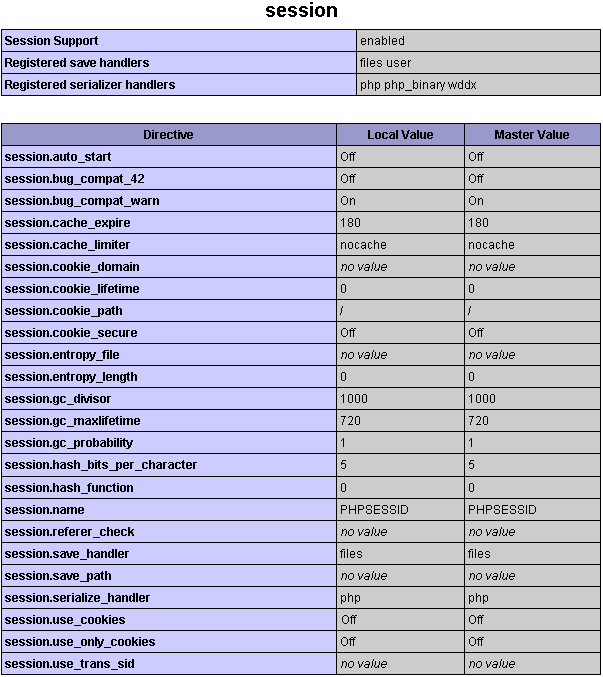 session
Session Support enabled
Registered save handlers files user
Registered serializer handlers php php_binary wddx
Directive Local Value Master Value
session.auto_start Off Off
session.bug_compat_42 Off Off
session.bug_compat_warn On On
session.cache_expire 180 180
session.cache_limiter nocache nocache
session.cookie_domain no value no value
session.cookie_lifetime 0 0
session.cookie_path / /
session.cookie_secure Off Off
session.entropy_file no value no value
session.entropy_length 0 0
session.gc_divisor 1000 1000
session.gc_maxlifetime 720 720
session.gc_probability 1 1
session.hash_bits_per_character 5 5
session.hash_function 0 0
session.name PHPSESSID PHPSESSID
session.referer_check no value no value
session.save_handler files files
session.save_path no value no value
session.serialize_handler php php
session.use_cookies Off Off
session.use_only_cookies Off Off
session.use_trans_sid no value no value